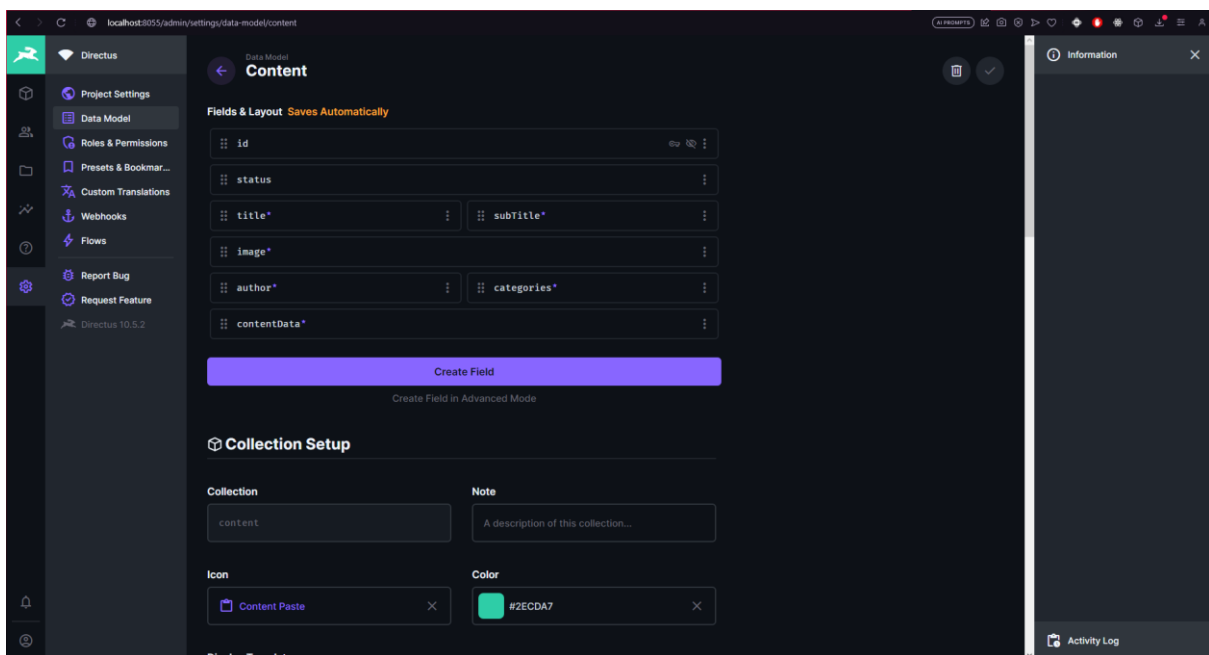 localhost:8055/admin/settings/data-model/content
AI PROMPTS
Directus
Project Settings
Data Model
Roles & Permissions
Presets & Bookmar...
Custom Translations
Webhooks
Flows
Report Bug
Request Feature
Directus 10.5.2
Data Model
Content
Fields & Layout Saves Automatically
id
status
title* subTitle*
image*
author* categories*
contentData*
Create Field
Create Field in Advanced Mode
Collection Setup
Collection Note
content A description of this collection...
Icon Color
Content Paste #2ECDA7
Information
Activity Log